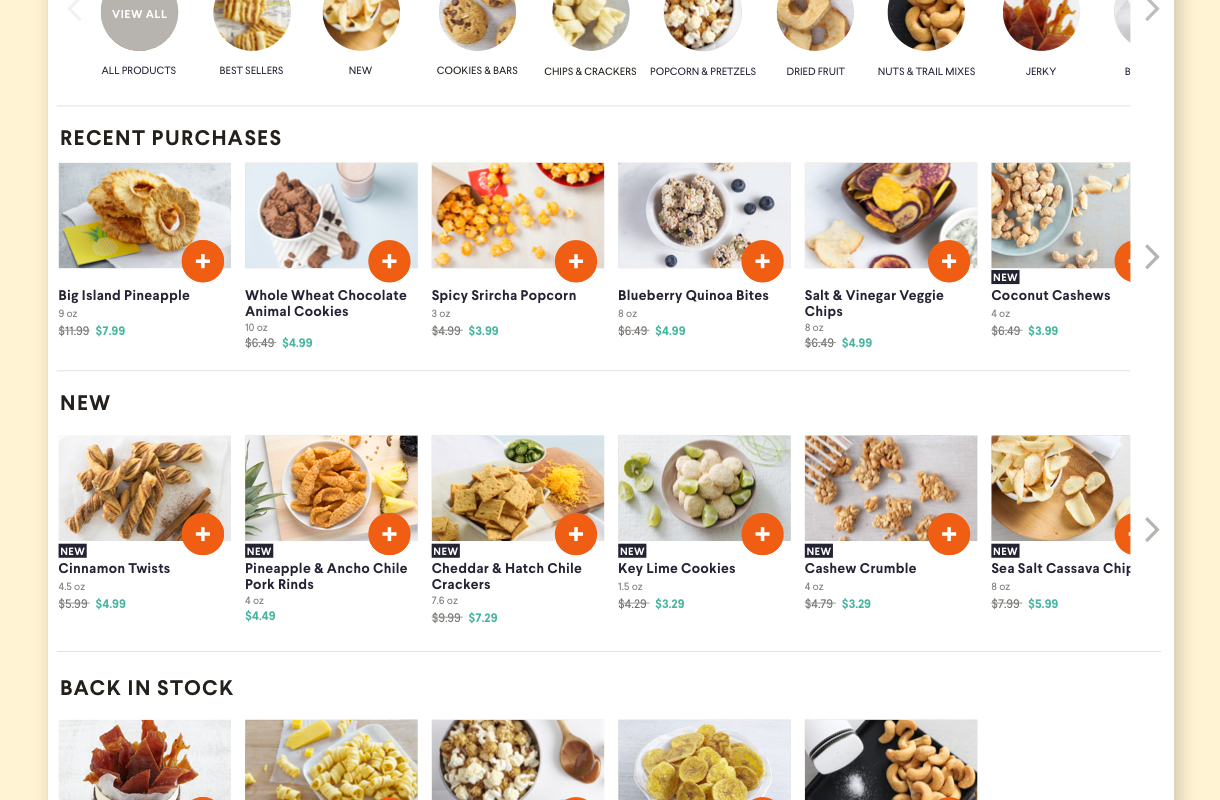 VIEW ALL
ALL PRODUCTS
BEST SELLERS
NEW
COOKIES & BARS
CHIPS & CRACKERS
POPCORN & PRETZELS
DRIED FRUIT
NUTS & TRAIL MIXES
JERKY
B
RECENT PURCHASES
Big Island Pineapple
9 oz
$11.99 $7.99
Whole Wheat Chocolate
Animal Cookies
10 oz
$6.49 $4.99
Spicy Srircha Popcorn
3 oz
$4.99 $3.99
Blueberry Quinoa Bites
8 oz
$6.49 $4.99
Salt & Vinegar Veggie
Chips
8 oz
$6.49 $4.99
NEW
Coconut Cashews
4 oz
$6.49 $3.99
NEW
NEW
Cinnamon Twists
4.5 oz
$5.99 $4.99
NEW
Pineapple & Ancho Chile
Pork Rinds
4 oz
$4.49
NEW
Cheddar & Hatch Chile
Crackers
7.6 oz
$9.99 $7.29
NEW
Key Lime Cookies
1.5 oz
$4.29 $3.29
NEW
Cashew Crumble
4 oz
$4.79 $3.29
NEW
Sea Salt Cassava Chip
8 oz
$7.99 $5.99
BACK IN STOCK